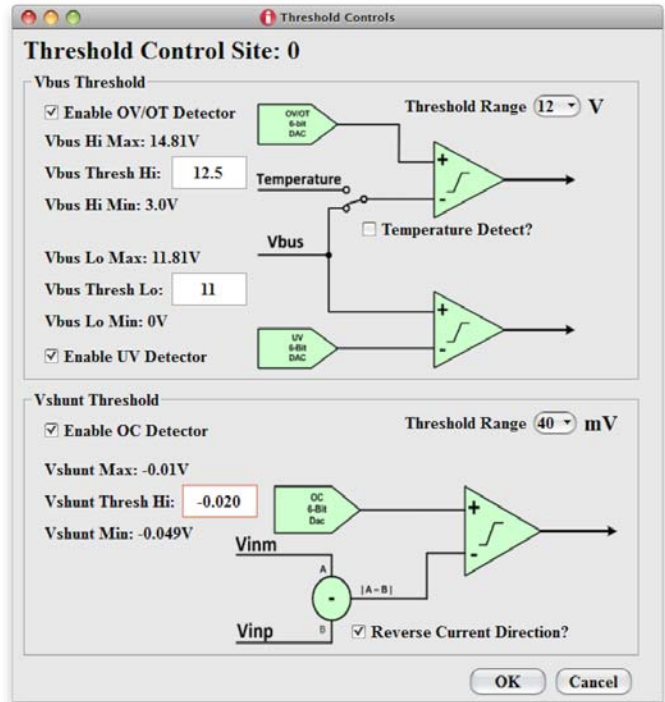 Threshold Controls
Threshold Control Site: 0
Vbus Threshold
Enable OV/OT Detector
OV/OT
6-bit
DAC
Threshold Range 12 V
Vbus Hi Max: 14.81V
Vbus Thresh Hi: 12.5
Temperature
+
-
Vbus Hi Min: 3.0V
Temperature Detect?
Vbus
Vbus Lo Max: 11.81V
Vbus Thresh Lo: 11
+
-
Vbus Lo Min: 0V
UV
6-Bit
DAC
Enable UV Detector
Vshunt Threshold
Enable OC Detector
Threshold Range 40 mV
Vshunt Max: -0.01V
Vshunt Thresh Hi: -0.020
OC
6-Bit
Dac
+
-
Vshunt Min: -0.049V
Vinm
A
-
|A-B|
B
Vinp
Reverse Current Direction?
OK
Cancel